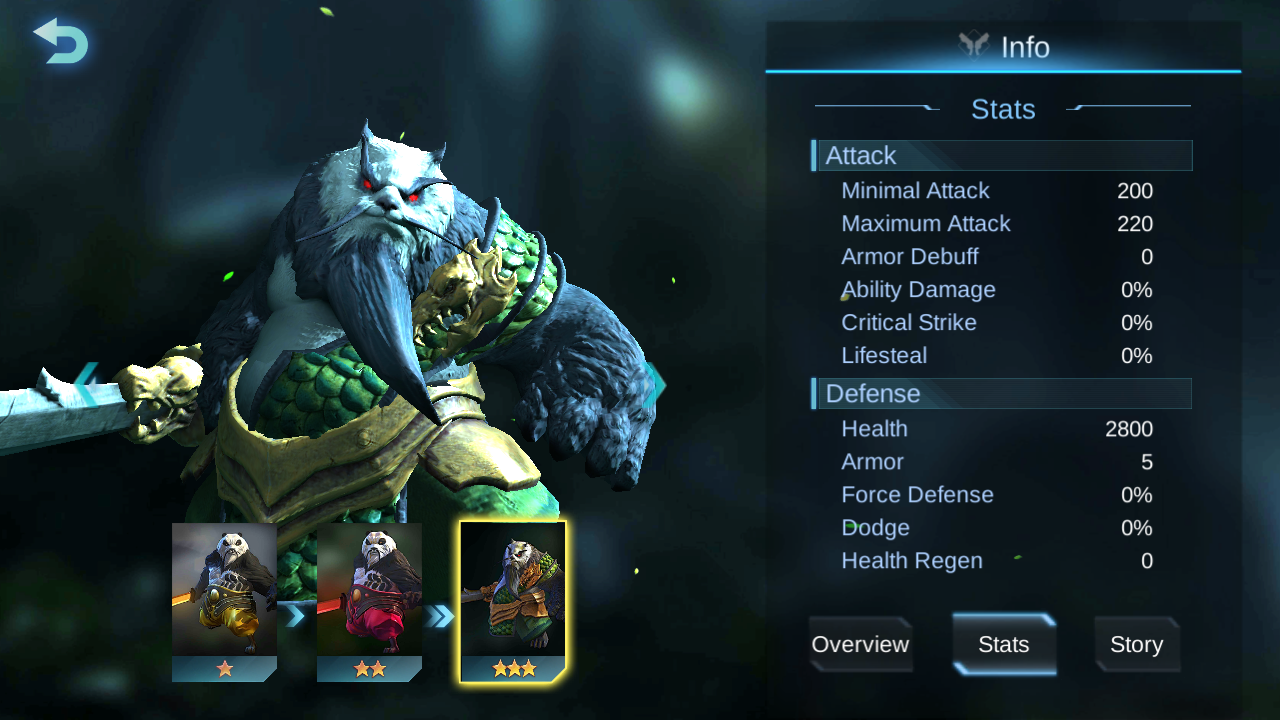 Info
Stats
Attack
Minimal Attack 200
Maximum Attack 220
Armor Debuff 0
Ability Damage 0%
Critical Strike 0%
Lifesteal 0%
Defense
Health 2800
Armor 5
Force Defense 0%
Dodge 0%
Health Regen 0
Overview Stats Story